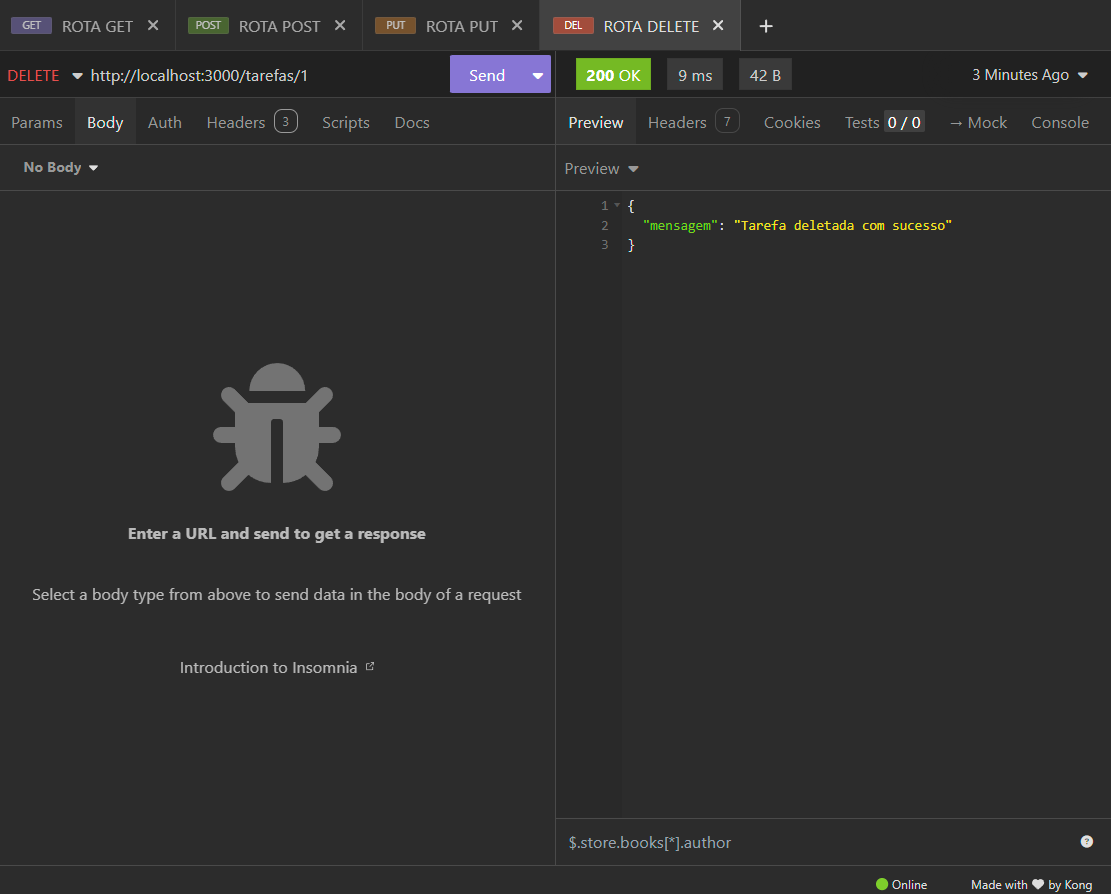 GET ROTA GET × POST ROTA POST × PUT ROTA PUT × DEL ROTA DELETE × +
DELETE http://localhost:3000/tarefas/1 Send
200 OK 9 ms 42 B 3 Minutes Ago
Params Body Auth Headers 3 Scripts Docs
Preview Headers 7 Cookies Tests 0 / 0 → Mock Console
No Body
Preview
1 {
2 "mensagem": "Tarefa deletada com sucesso"
3 }
Enter a URL and send to get a response
Select a body type from above to send data in the body of a request
Introduction to Insomnia
$.store.books[*].author ?
Online Made with ♥ by Kong